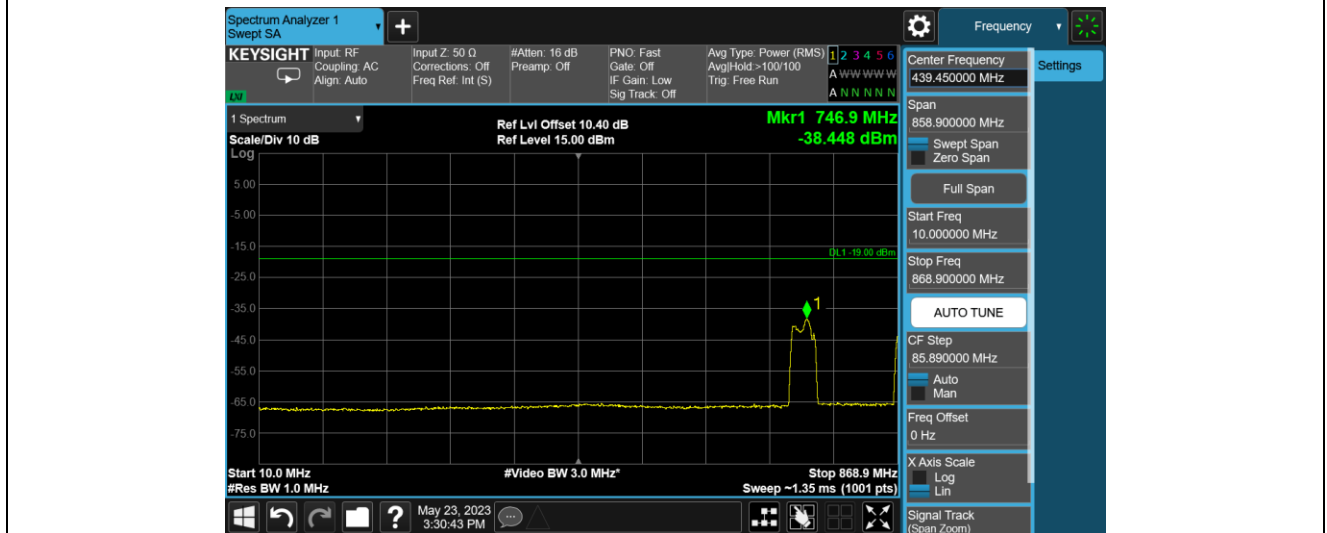 Spectrum Analyzer 1
Swept SA
+
Frequency
KEYSIGHT
Input: RF
Coupling: AC
Align: Auto
Input Z: 50 Ω
Corrections: Off
Freq Ref: Int (S)
#Atten: 16 dB
Preamp: Off
PNO: Fast
Gate: Off
IF Gain: Low
Sig Track: Off
Avg Type: Power (RMS)
Avg|Hold:>100/100
Trig: Free Run
1 2 3 4 5 6
A W W W W W
A N N N N N
LXI
1 Spectrum
Scale/Div 10 dB
Log
Ref Lvl Offset 10.40 dB
Ref Level 15.00 dBm
Mkr1 746.9 MHz
-38.448 dBm
5.00
-5.00
-15.0
-25.0
-35.0
-45.0
-55.0
-65.0
-75.0
DL1 -19.00 dBm
1
Start 10.0 MHz
#Res BW 1.0 MHz
#Video BW 3.0 MHz*
Stop 868.9 MHz
Sweep ~1.35 ms (1001 pts)
?
May 23, 2023
3:30:43 PM
Center Frequency
439.450000 MHz
Span
858.900000 MHz
Swept Span
Zero Span
Full Span
Start Freq
10.000000 MHz
Stop Freq
868.900000 MHz
AUTO TUNE
CF Step
85.890000 MHz
Auto
Man
Freq Offset
0 Hz
X Axis Scale
Log
Lin
Signal Track
(Span Zoom)
Settings